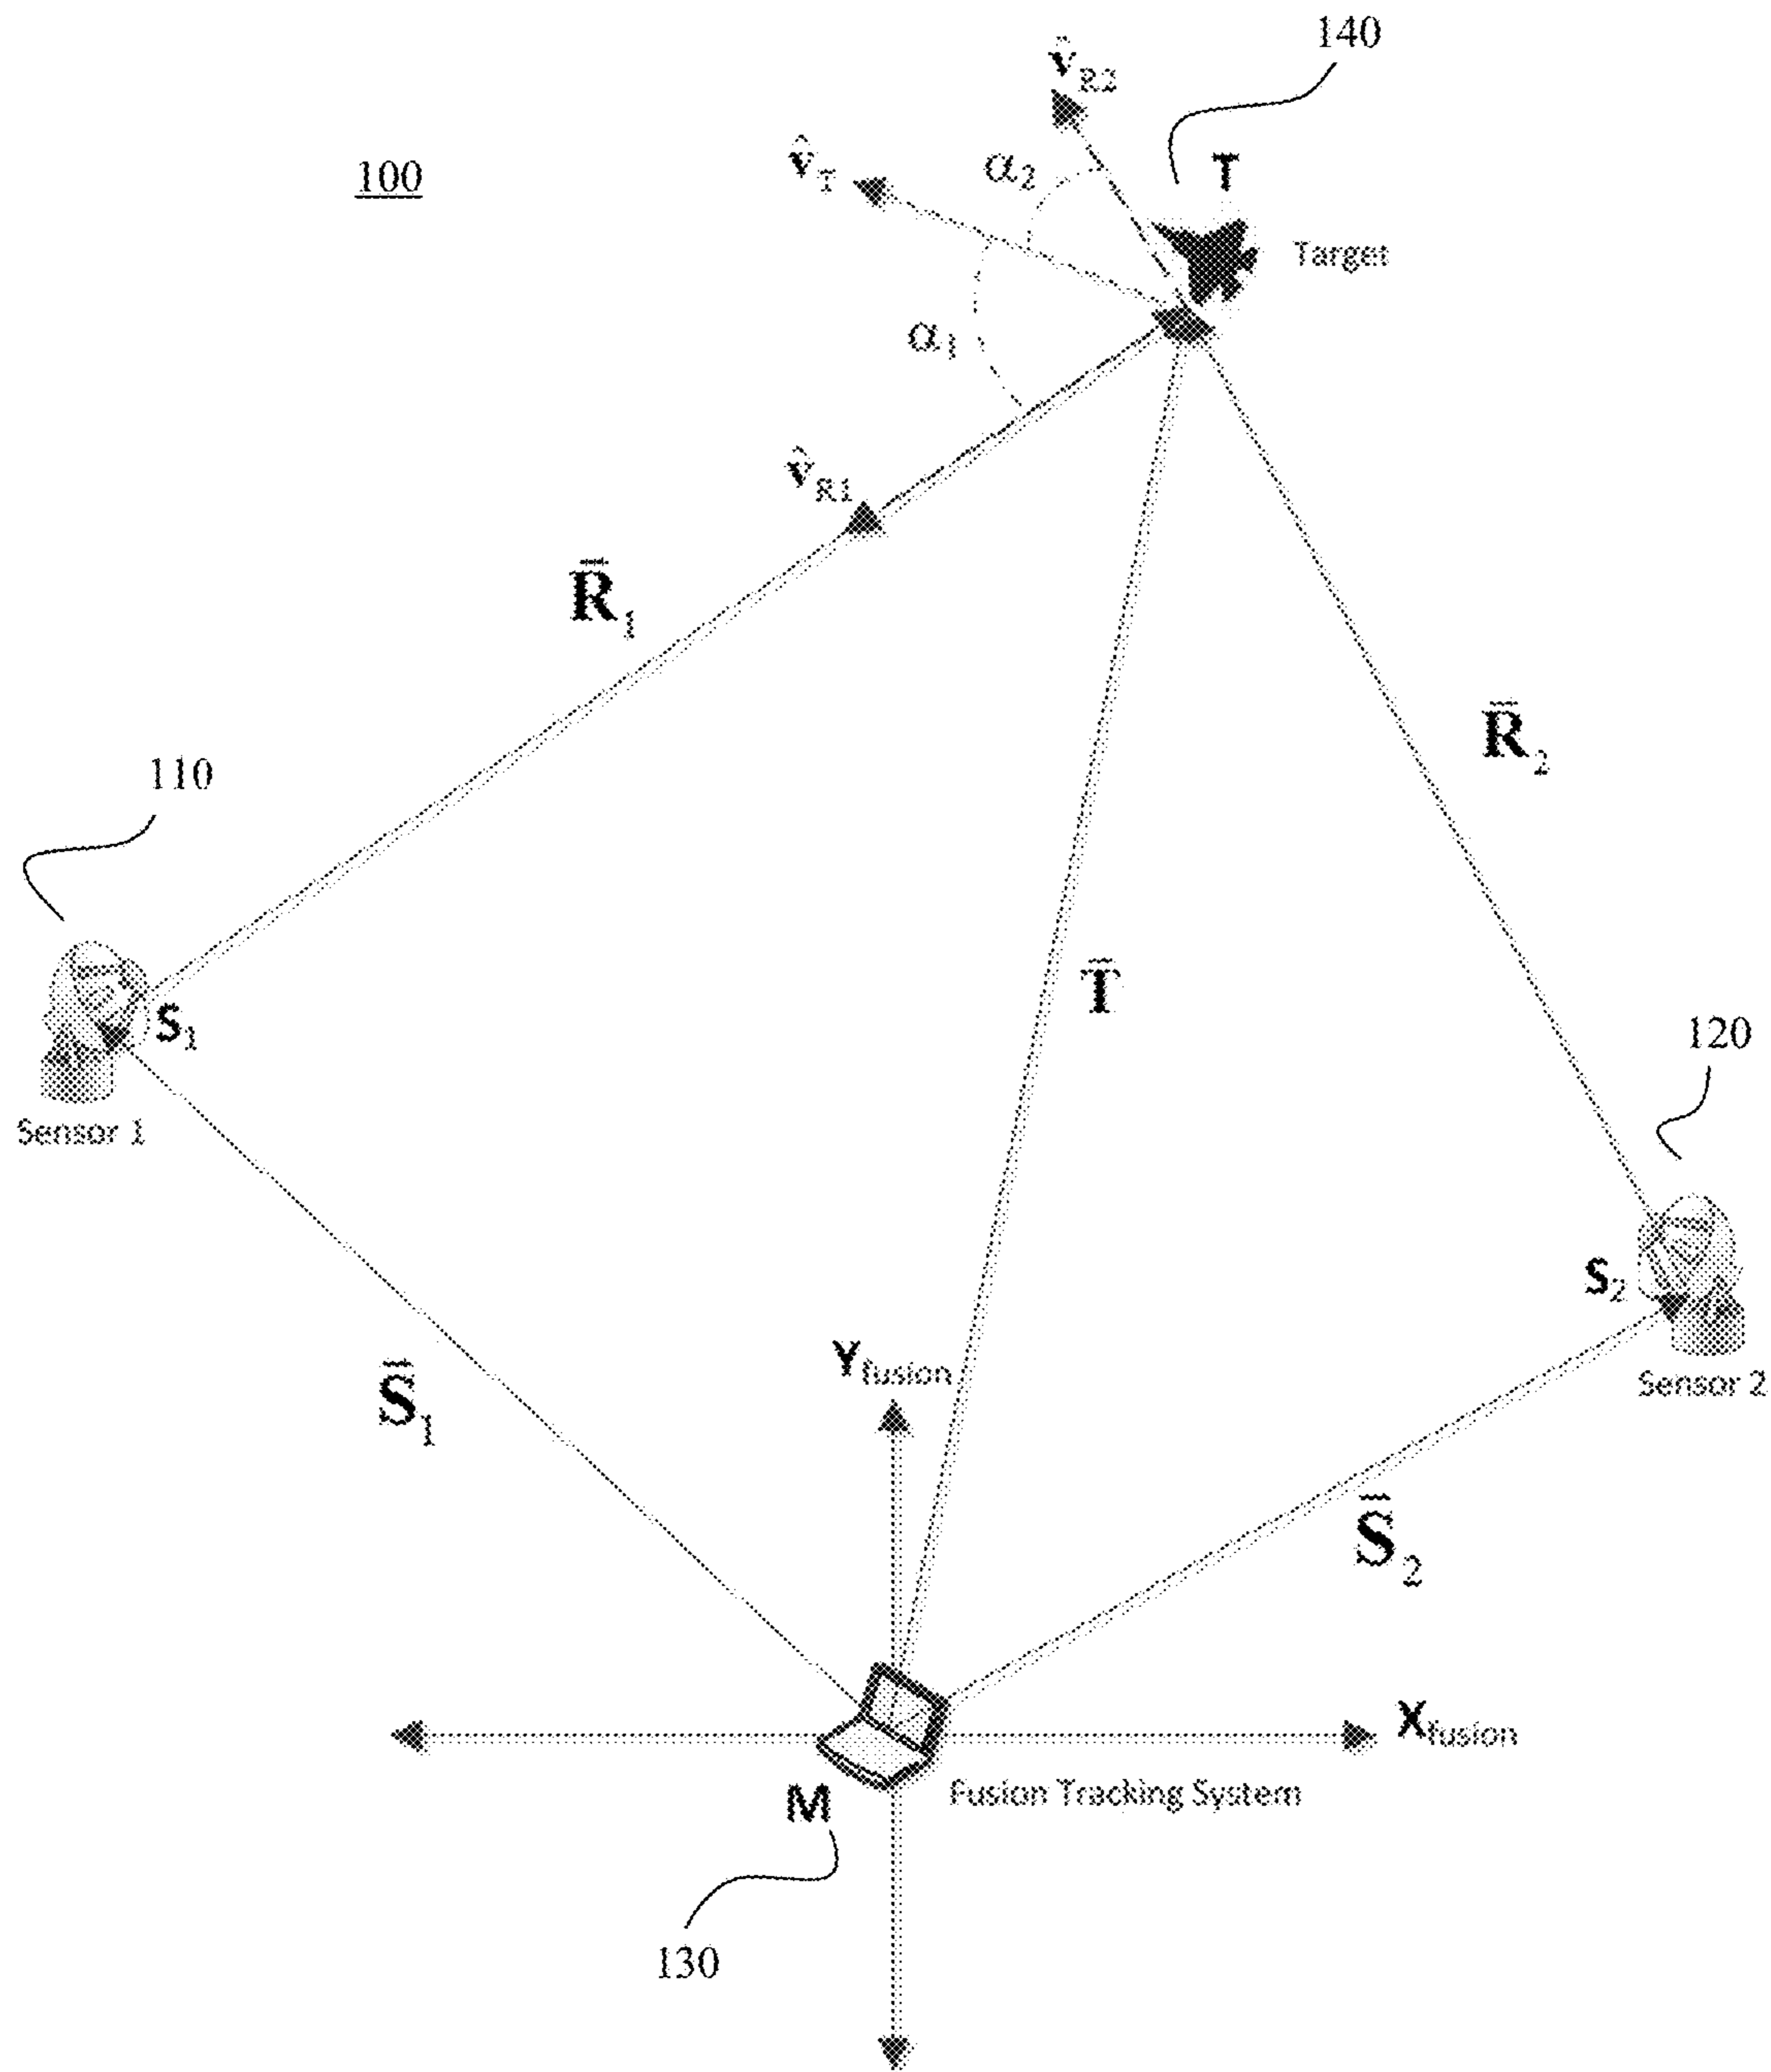 140
v̂R2
100
v̂T
α2
T
Target
α1
v̂R1
R̄1
R̄2
110
T̄
S1
120
Sensor 1
S2
Yfusion
S̄1
Sensor 2
S̄2
Xfusion
M
Fusion Tracking System
130